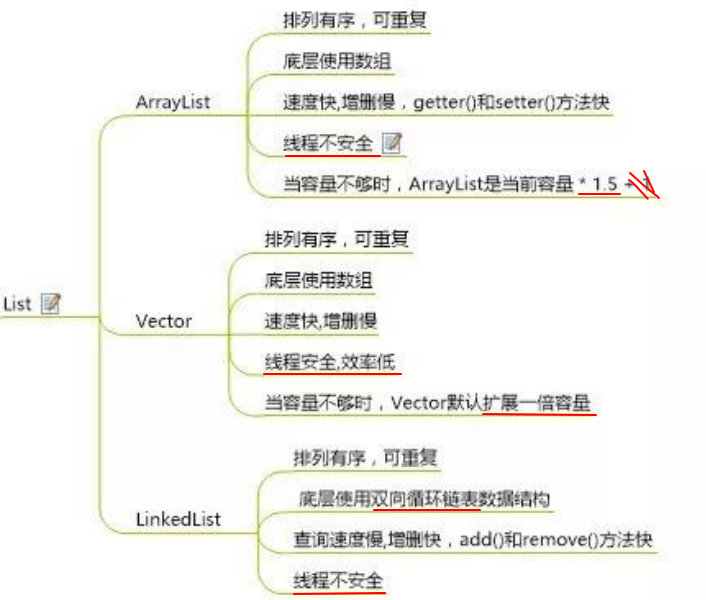 排列有序，可重复
底层使用数组
ArrayList
速度快,增删慢，getter()和setter()方法快
线程不安全
当容量不够时，ArrayList是当前容量 * 1.5 + 1
排列有序，可重复
底层使用数组
List
Vector
速度快,增删慢
线程安全,效率低
当容量不够时，Vector默认扩展一倍容量
排列有序，可重复
底层使用双向循环链表数据结构
LinkedList
查询速度慢,增删快，add()和remove()方法快
线程不安全